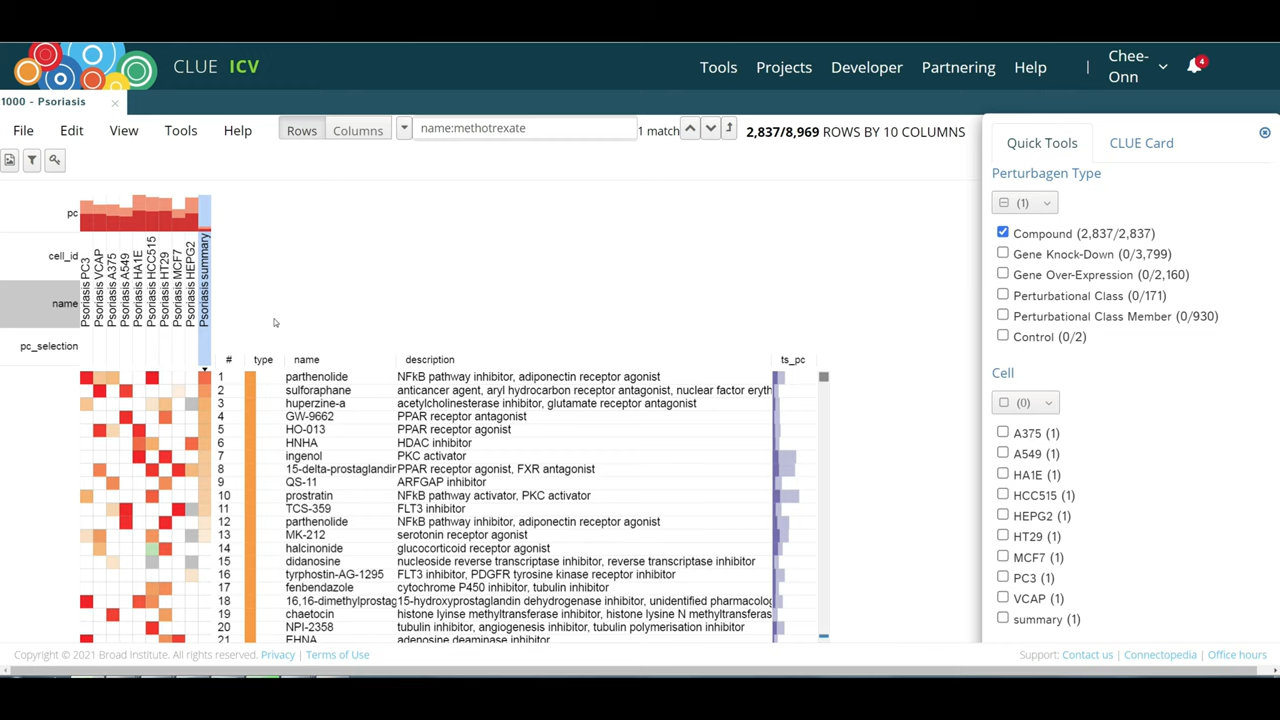 CLUE ICV
Tools Projects Developer Partnering Help | Chee-Onn 4
1000 - Psoriasis ×
File Edit View Tools Help Rows Columns name:methotrexate 1 match 2,837/8,969 ROWS BY 10 COLUMNS
pc
cell_id
name
pc_selection
Psoriasis PC3
Psoriasis VCAP
Psoriasis A375
Psoriasis A549
Psoriasis HA1E
Psoriasis HCC515
Psoriasis HT29
Psoriasis MCF7
Psoriasis HEPG2
Psoriasis summary
# type name description ts_pc
1 parthenolide NFkB pathway inhibitor, adiponectin receptor agonist
2 sulforaphane anticancer agent, aryl hydrocarbon receptor antagonist, nuclear factor eryth
3 huperzine-a acetylcholinesterase inhibitor, glutamate receptor antagonist
4 GW-9662 PPAR receptor antagonist
5 HO-013 PPAR receptor agonist
6 HNHA HDAC inhibitor
7 ingenol PKC activator
8 15-delta-prostaglandin PPAR receptor agonist, FXR antagonist
9 QS-11 ARFGAP inhibitor
10 prostratin NFkB pathway activator, PKC activator
11 TCS-359 FLT3 inhibitor
12 parthenolide NFkB pathway inhibitor, adiponectin receptor agonist
13 MK-212 serotonin receptor agonist
14 halcinonide glucocorticoid receptor agonist
15 didanosine nucleoside reverse transcriptase inhibitor, reverse transcriptase inhibitor
16 tyrphostin-AG-1295 FLT3 inhibitor, PDGFR tyrosine kinase receptor inhibitor
17 fenbendazole cytochrome P450 inhibitor, tubulin inhibitor
18 16,16-dimethylprostag 15-hydroxyprostaglandin dehydrogenase inhibitor, unidentified pharmacolog
19 chaetocin histone lyinse methyltransferase inhibitor, histone lysine N methyltransferas
20 NPI-2358 tubulin inhibitor, angiogenesis inhibitor, tubulin polymerisation inhibitor
21 EHNA adenosine deaminase inhibitor
Quick Tools CLUE Card
Perturbagen Type
(1)
Compound (2,837/2,837)
Gene Knock-Down (0/3,799)
Gene Over-Expression (0/2,160)
Perturbational Class (0/171)
Perturbational Class Member (0/930)
Control (0/2)
Cell
(0)
A375 (1)
A549 (1)
HA1E (1)
HCC515 (1)
HEPG2 (1)
HT29 (1)
MCF7 (1)
PC3 (1)
VCAP (1)
summary (1)
Copyright © 2021 Broad Institute. All rights reserved. Privacy | Terms of Use
Support: Contact us | Connectopedia | Office hours